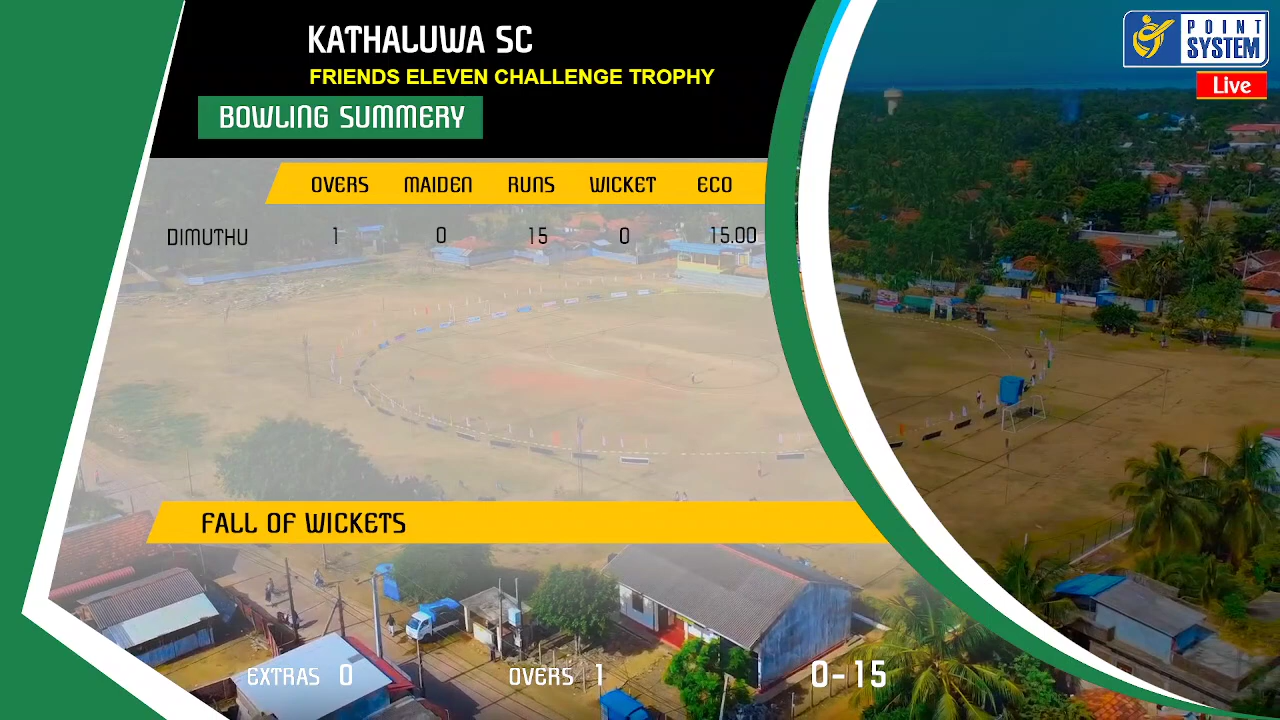 KATHALUWA SC
FRIENDS ELEVEN CHALLENGE TROPHY
BOWLING SUMMERY
POINT
SYSTEM
Live
OVERS MAIDEN RUNS WICKET ECO
DIMUTHU 1 0 15 0 15.00
FALL OF WICKETS
EXTRAS 0 OVERS 1 0-15